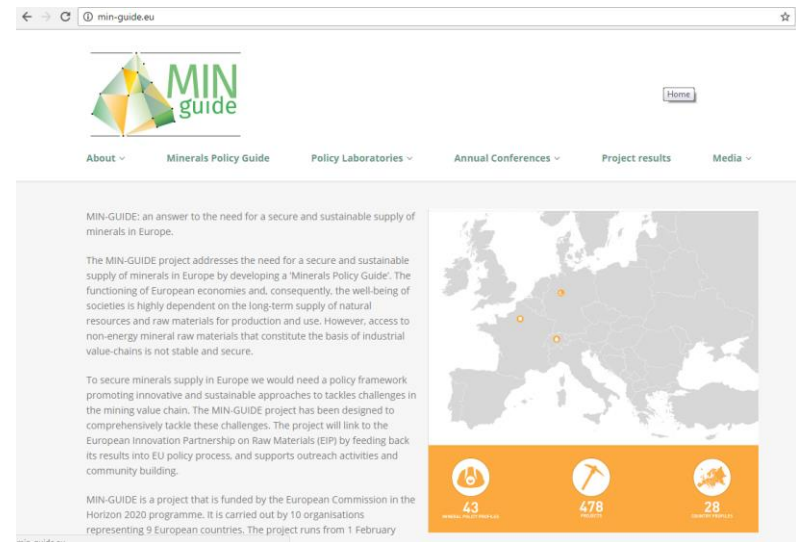 min-guide.eu
MIN
guide
Home
About
Minerals Policy Guide
Policy Laboratories
Annual Conferences
Project results
Media
MIN-GUIDE: an answer to the need for a secure and sustainable supply of
minerals in Europe.
The MIN-GUIDE project addresses the need for a secure and sustainable
supply of minerals in Europe by developing a 'Minerals Policy Guide'. The
functioning of European economies and, consequently, the well-being of
societies is highly dependent on the long-term supply of natural
resources and raw materials for production and use. However, access to
non-energy mineral raw materials that constitute the basis of industrial
value-chains is not stable and secure.
To secure minerals supply in Europe we would need a policy framework
promoting innovative and sustainable approaches to tackles challenges in
the mining value chain. The MIN-GUIDE project has been designed to
comprehensively tackle these challenges. The project will link to the
European Innovation Partnership on Raw Materials (EIP) by feeding back
its results into EU policy process, and supports outreach activities and
community building.
MIN-GUIDE is a project that is funded by the European Commission in the
Horizon 2020 programme. It is carried out by 10 organisations
representing 9 European countries. The project runs from 1 February
43
MINERAL POLICY PROFILES
478
PROJECTS
28
COUNTRY PROFILES